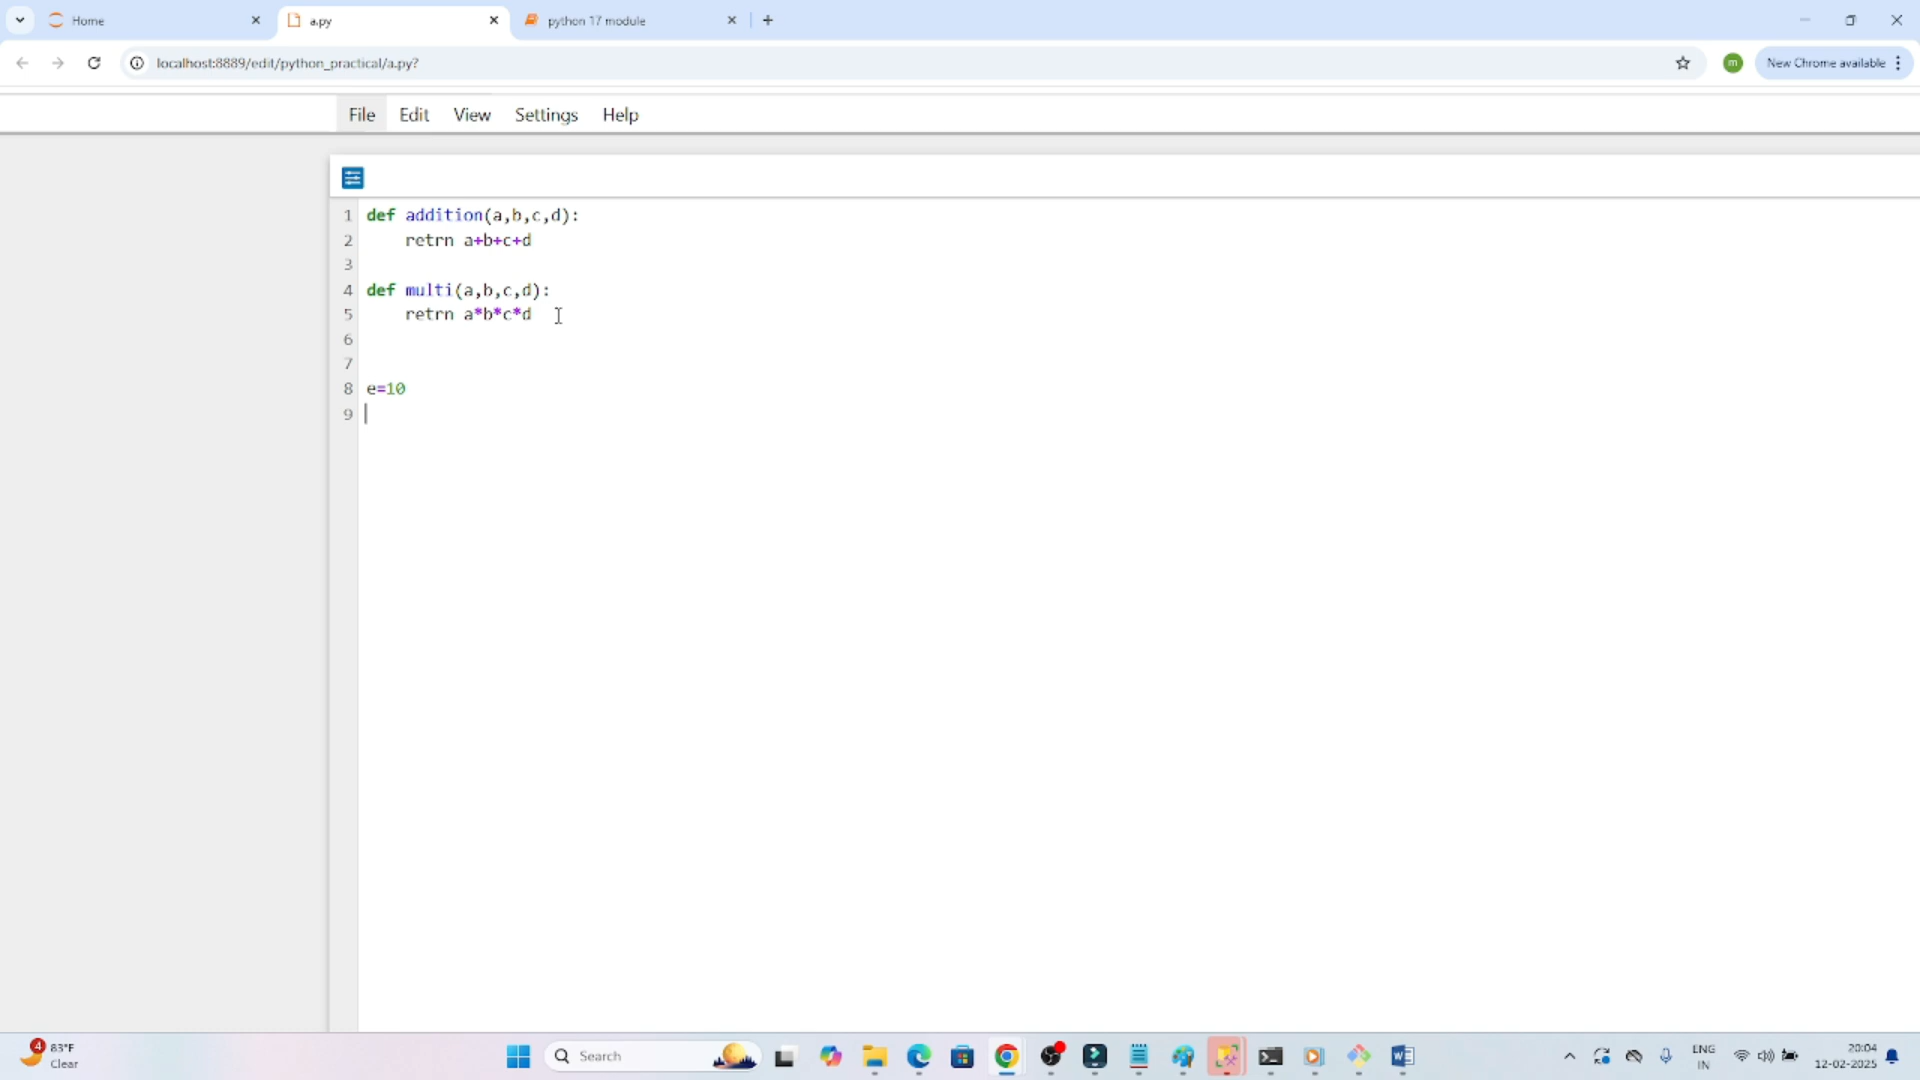 Home
a.py
python 17 module
localhost:8889/edit/python_practical/a.py?
New Chrome available
File Edit View Settings Help
1 def addition(a,b,c,d):
2 retrn a+b+c+d
3
4 def multi(a,b,c,d):
5 retrn a*b*c*d
6
7
8 e=10
9
4
83°F
Clear
Search
ENG
IN
20:04
12-02-2025
m